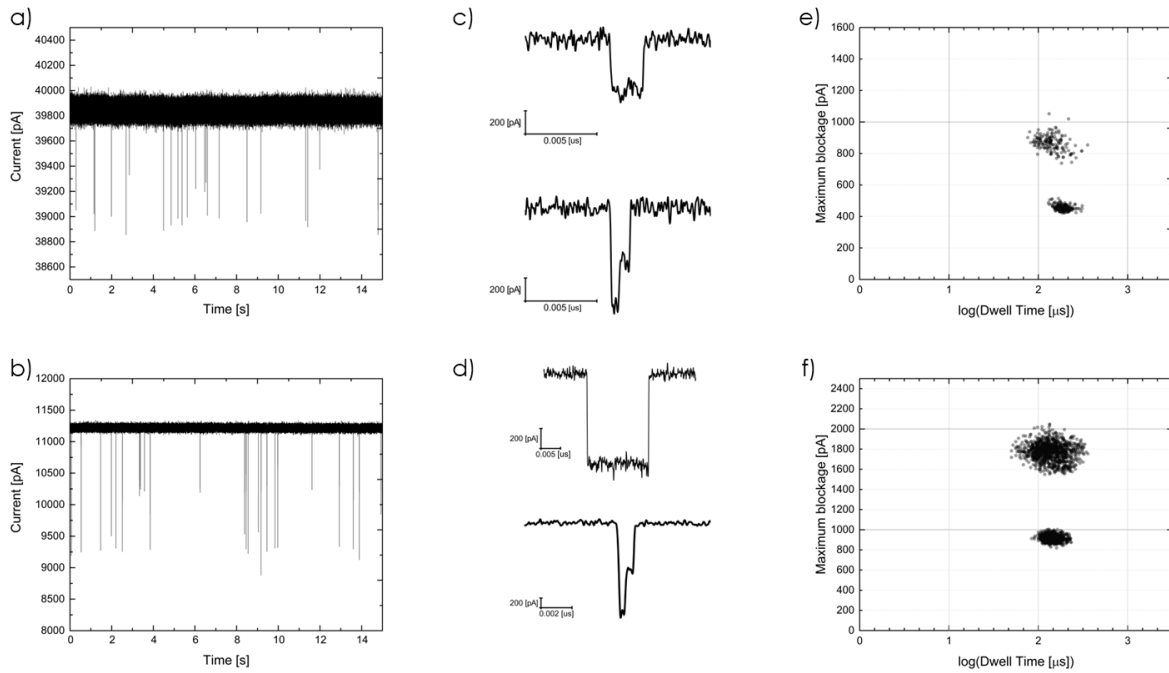 a)
40400
40200
40000
39800
39600
39400
39200
39000
38800
38600
Current [pA]
0 2 4 6 8 10 12 14
Time [s]
b)
12000
11500
11000
10500
10000
9500
9000
8500
8000
Current [pA]
0 2 4 6 8 10 12 14
Time [s]
c)
200 [pA]
0.005 [us]
200 [pA]
0.005 [us]
d)
200 [pA]
0.005 [us]
200 [pA]
0.002 [us]
e)
1600
1400
1200
1000
800
600
400
200
0
Maximum blockage [pA]
0 1 2 3
log(Dwell Time [μs])
f)
2400
2200
2000
1800
1600
1400
1200
1000
800
600
400
200
0
Maximum blockage [pA]
0 1 2 3
log(Dwell Time [μs])